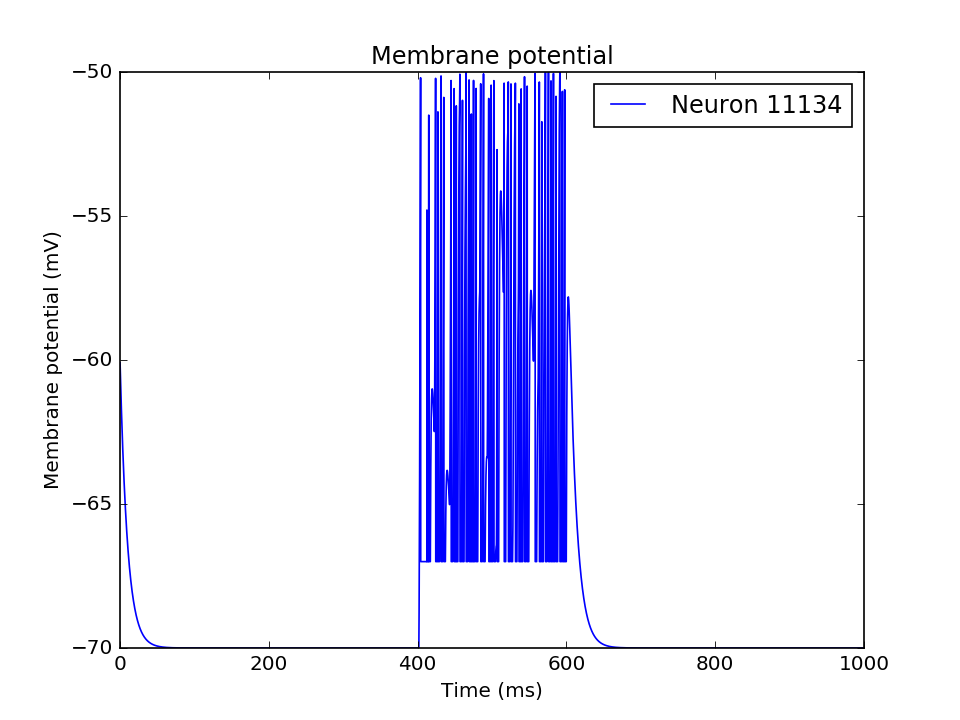 Membrane potential
Neuron 11134
Membrane potential (mV)
−50
−55
−60
−65
−70
0 200 400 600 800 1000
Time (ms)